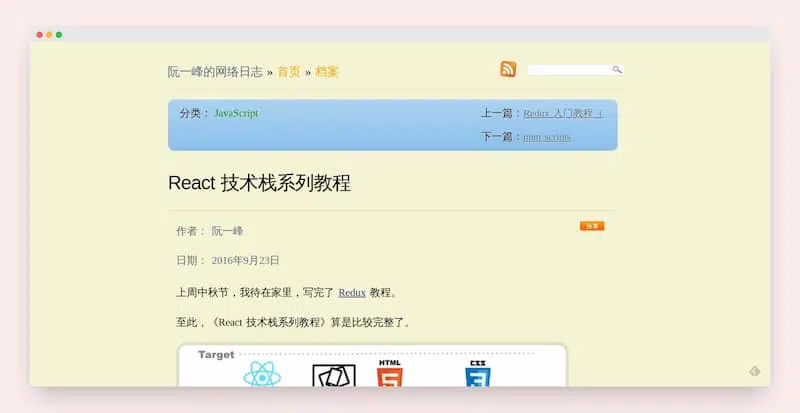 阮一峰的网络日志 » 首页 » 档案
分类： JavaScript
上一篇：Redux 入门教程（
下一篇：npm scripts
React 技术栈系列教程
作者： 阮一峰
分享
日期： 2016年9月23日
上周中秋节，我待在家里，写完了 Redux 教程。
至此，《React 技术栈系列教程》算是比较完整了。
Target
HTML
CSS
5
3